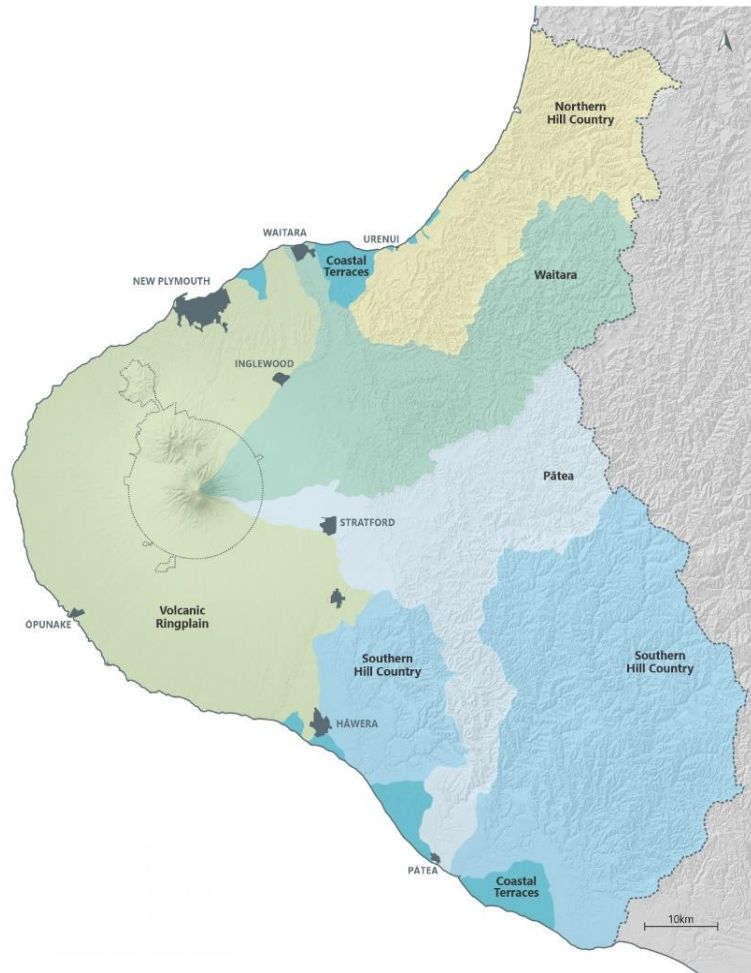 Northern
Hill Country
WAITARA
URENUI
Coastal
Terraces
Waitara
NEW PLYMOUTH
INGLEWOOD
Pātea
STRATFORD
ŌPUNAKE
Volcanic
Ringplain
Southern
Hill Country
Southern
Hill Country
HĀWERA
PĀTEA
Coastal
Terraces
10km